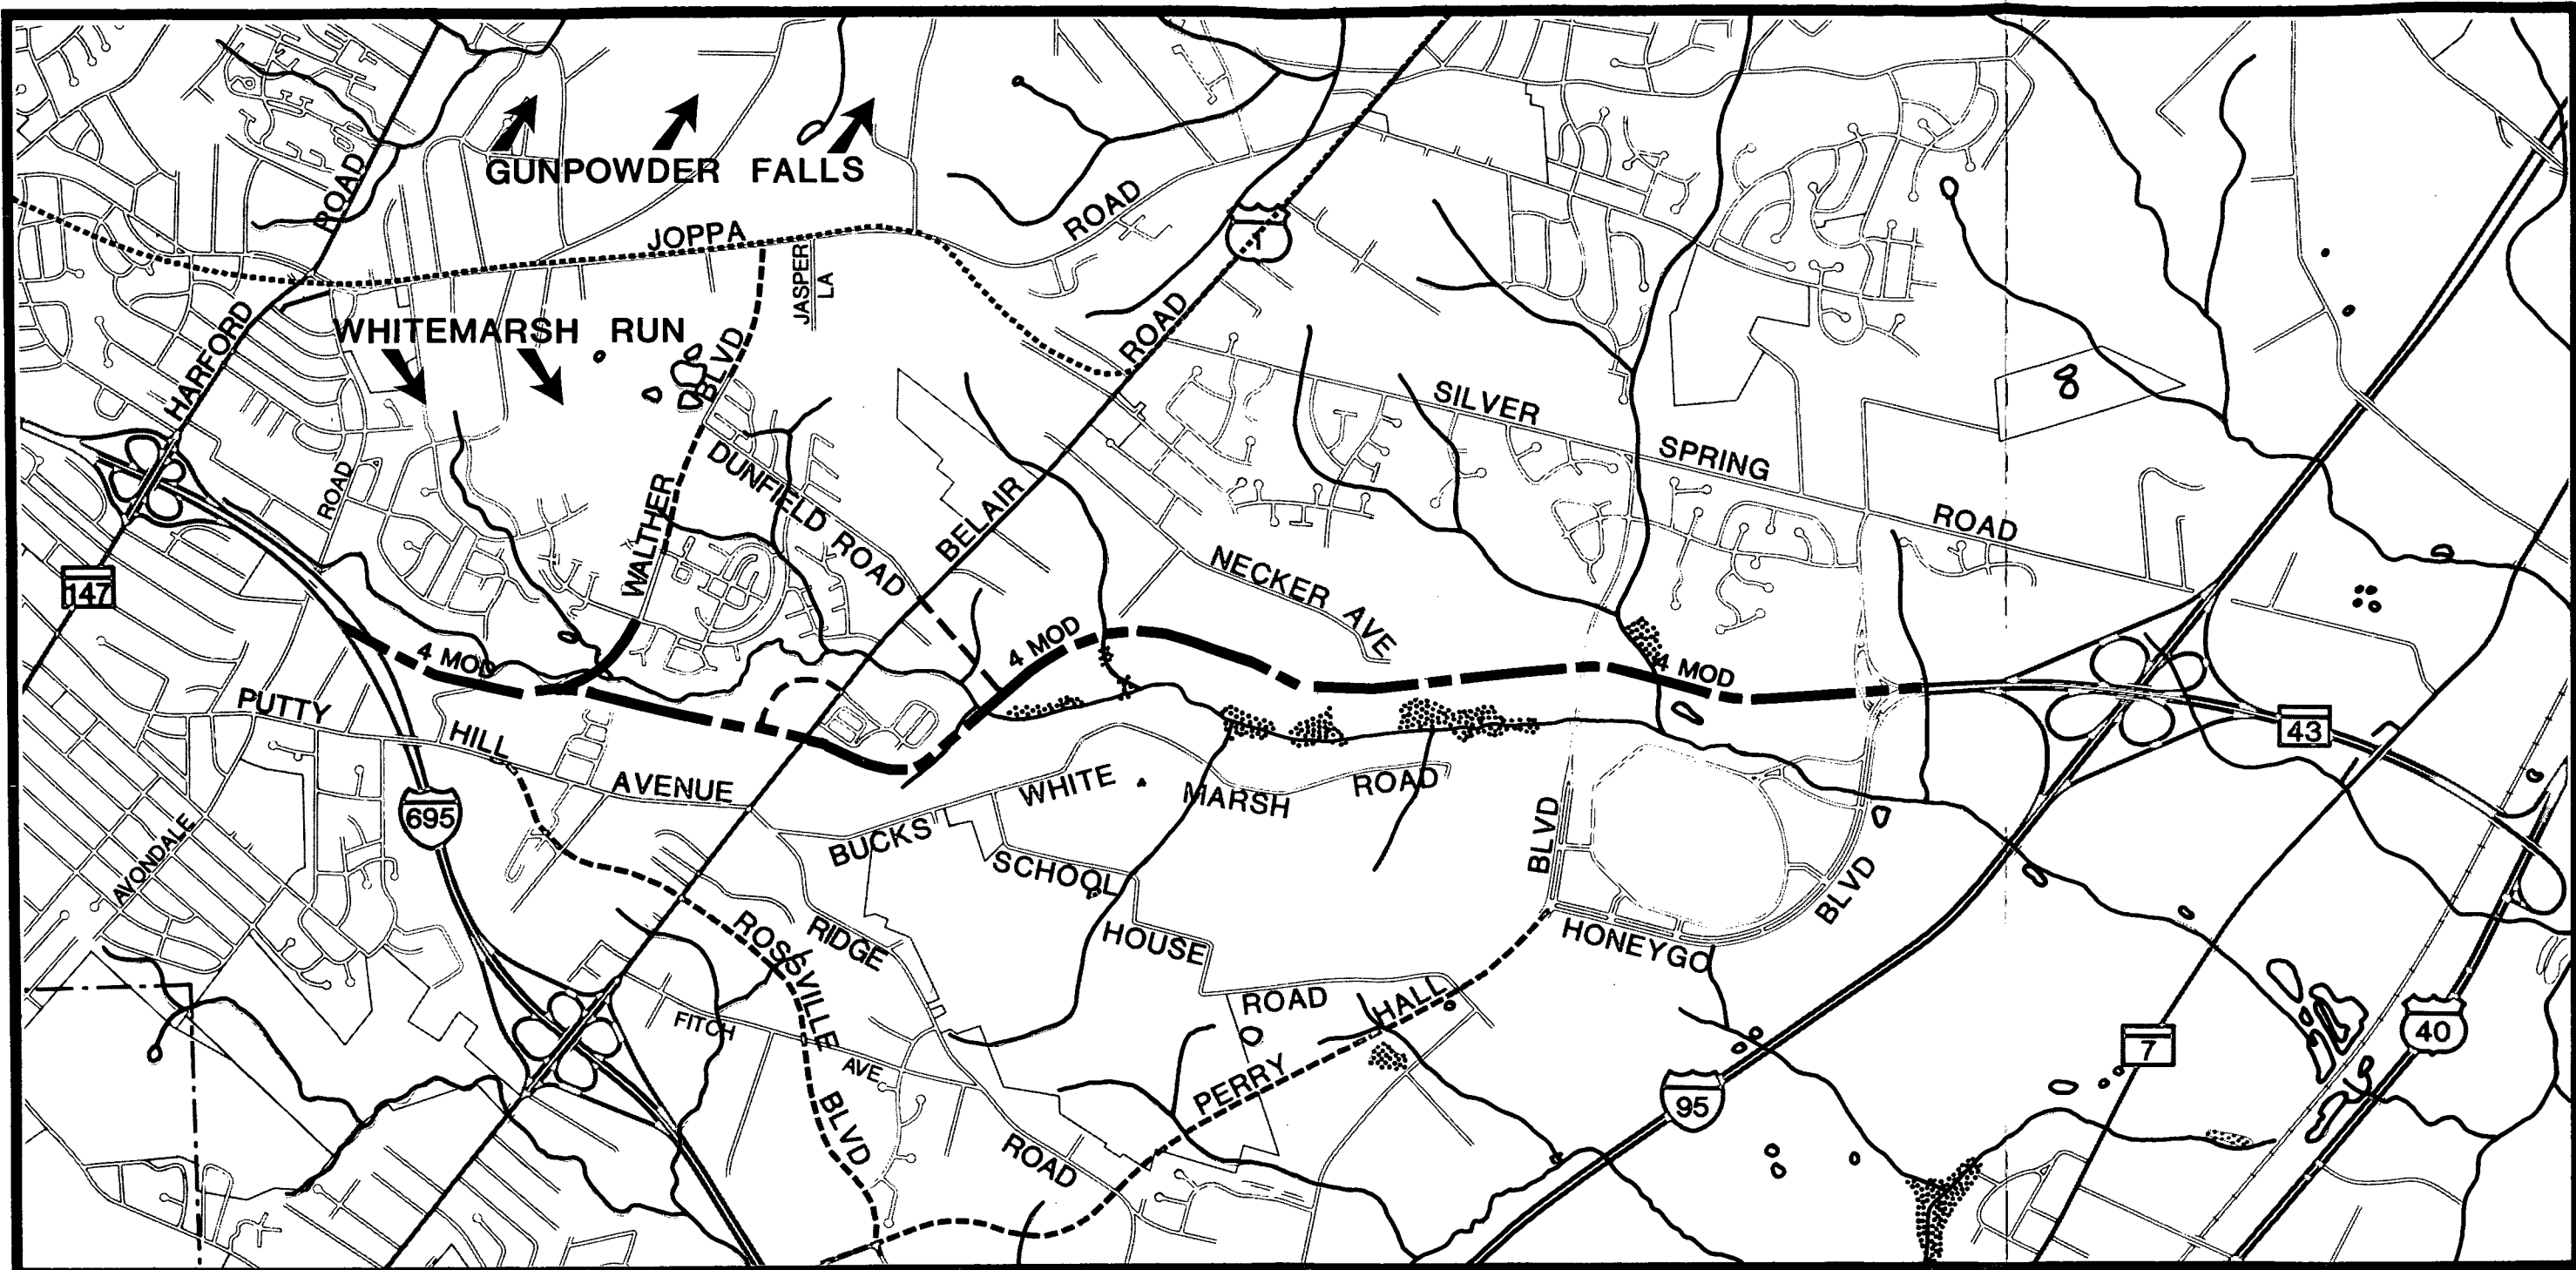 GUNPOWDER FALLS
ROAD
ROAD
JOPPA
JASPER
LA
1
HARFORD
WHITEMARSH RUN
BLVD
ROAD
SILVER
SPRING
ROAD
DUNFIELD ROAD
WALTHER
ROAD
BELAIR
NECKER AVE
147
4 MOD
4 MOD
4 MOD
PUTTY
HILL
AVENUE
43
WHITE
MARSH
ROAD
BUCKS
SCHOOL
HOUSE
ROAD
695
AVONDALE
BLVD
HONEYGO
BLVD
ROSSVILLE
BLVD
RIDGE
ROAD
FITCH
AVE
PERRY
HALL
95
7
40